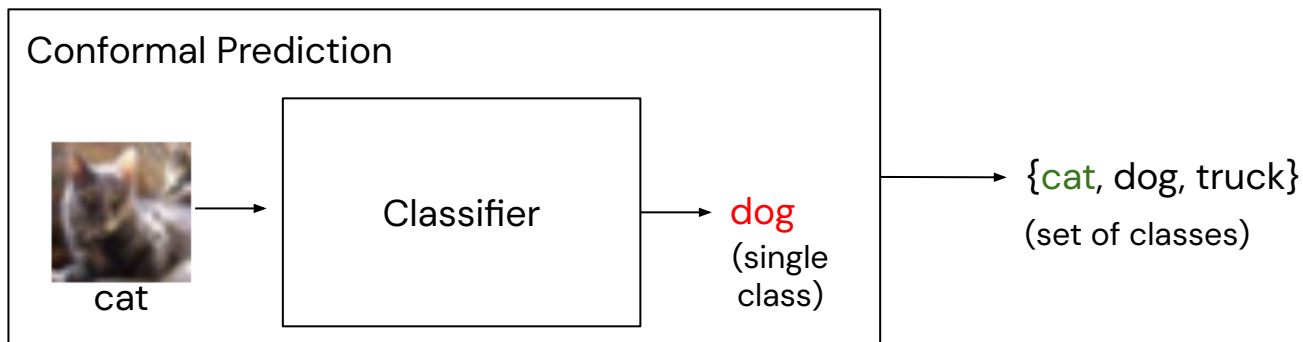 Conformal Prediction
cat
Classifier
dog
(single
class)
{cat, dog, truck}
(set of classes)